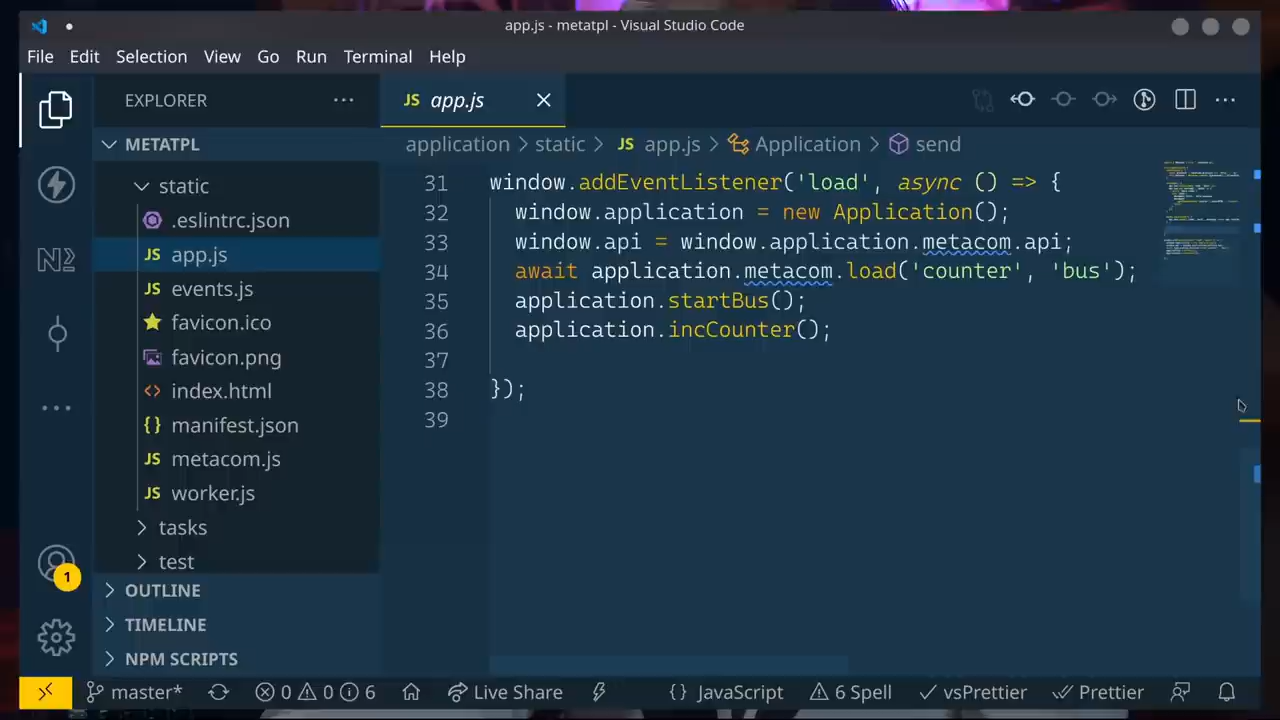 app.js - metatpl - Visual Studio Code
File Edit Selection View Go Run Terminal Help
EXPLORER
METATPL
static
.eslintrc.json
JS app.js
JS events.js
favicon.ico
favicon.png
<> index.html
{} manifest.json
JS metacom.js
JS worker.js
tasks
test
OUTLINE
TIMELINE
NPM SCRIPTS
1
JS app.js
application > static > JS app.js > Application > send
31 window.addEventListener('load', async () => {
32 window.application = new Application();
33 window.api = window.application.metacom.api;
34 await application.metacom.load('counter', 'bus');
35 application.startBus();
36 application.incCounter();
37
38 });
39
master* 0 0 6 Live Share {} JavaScript 6 Spell vsPrettier Prettier